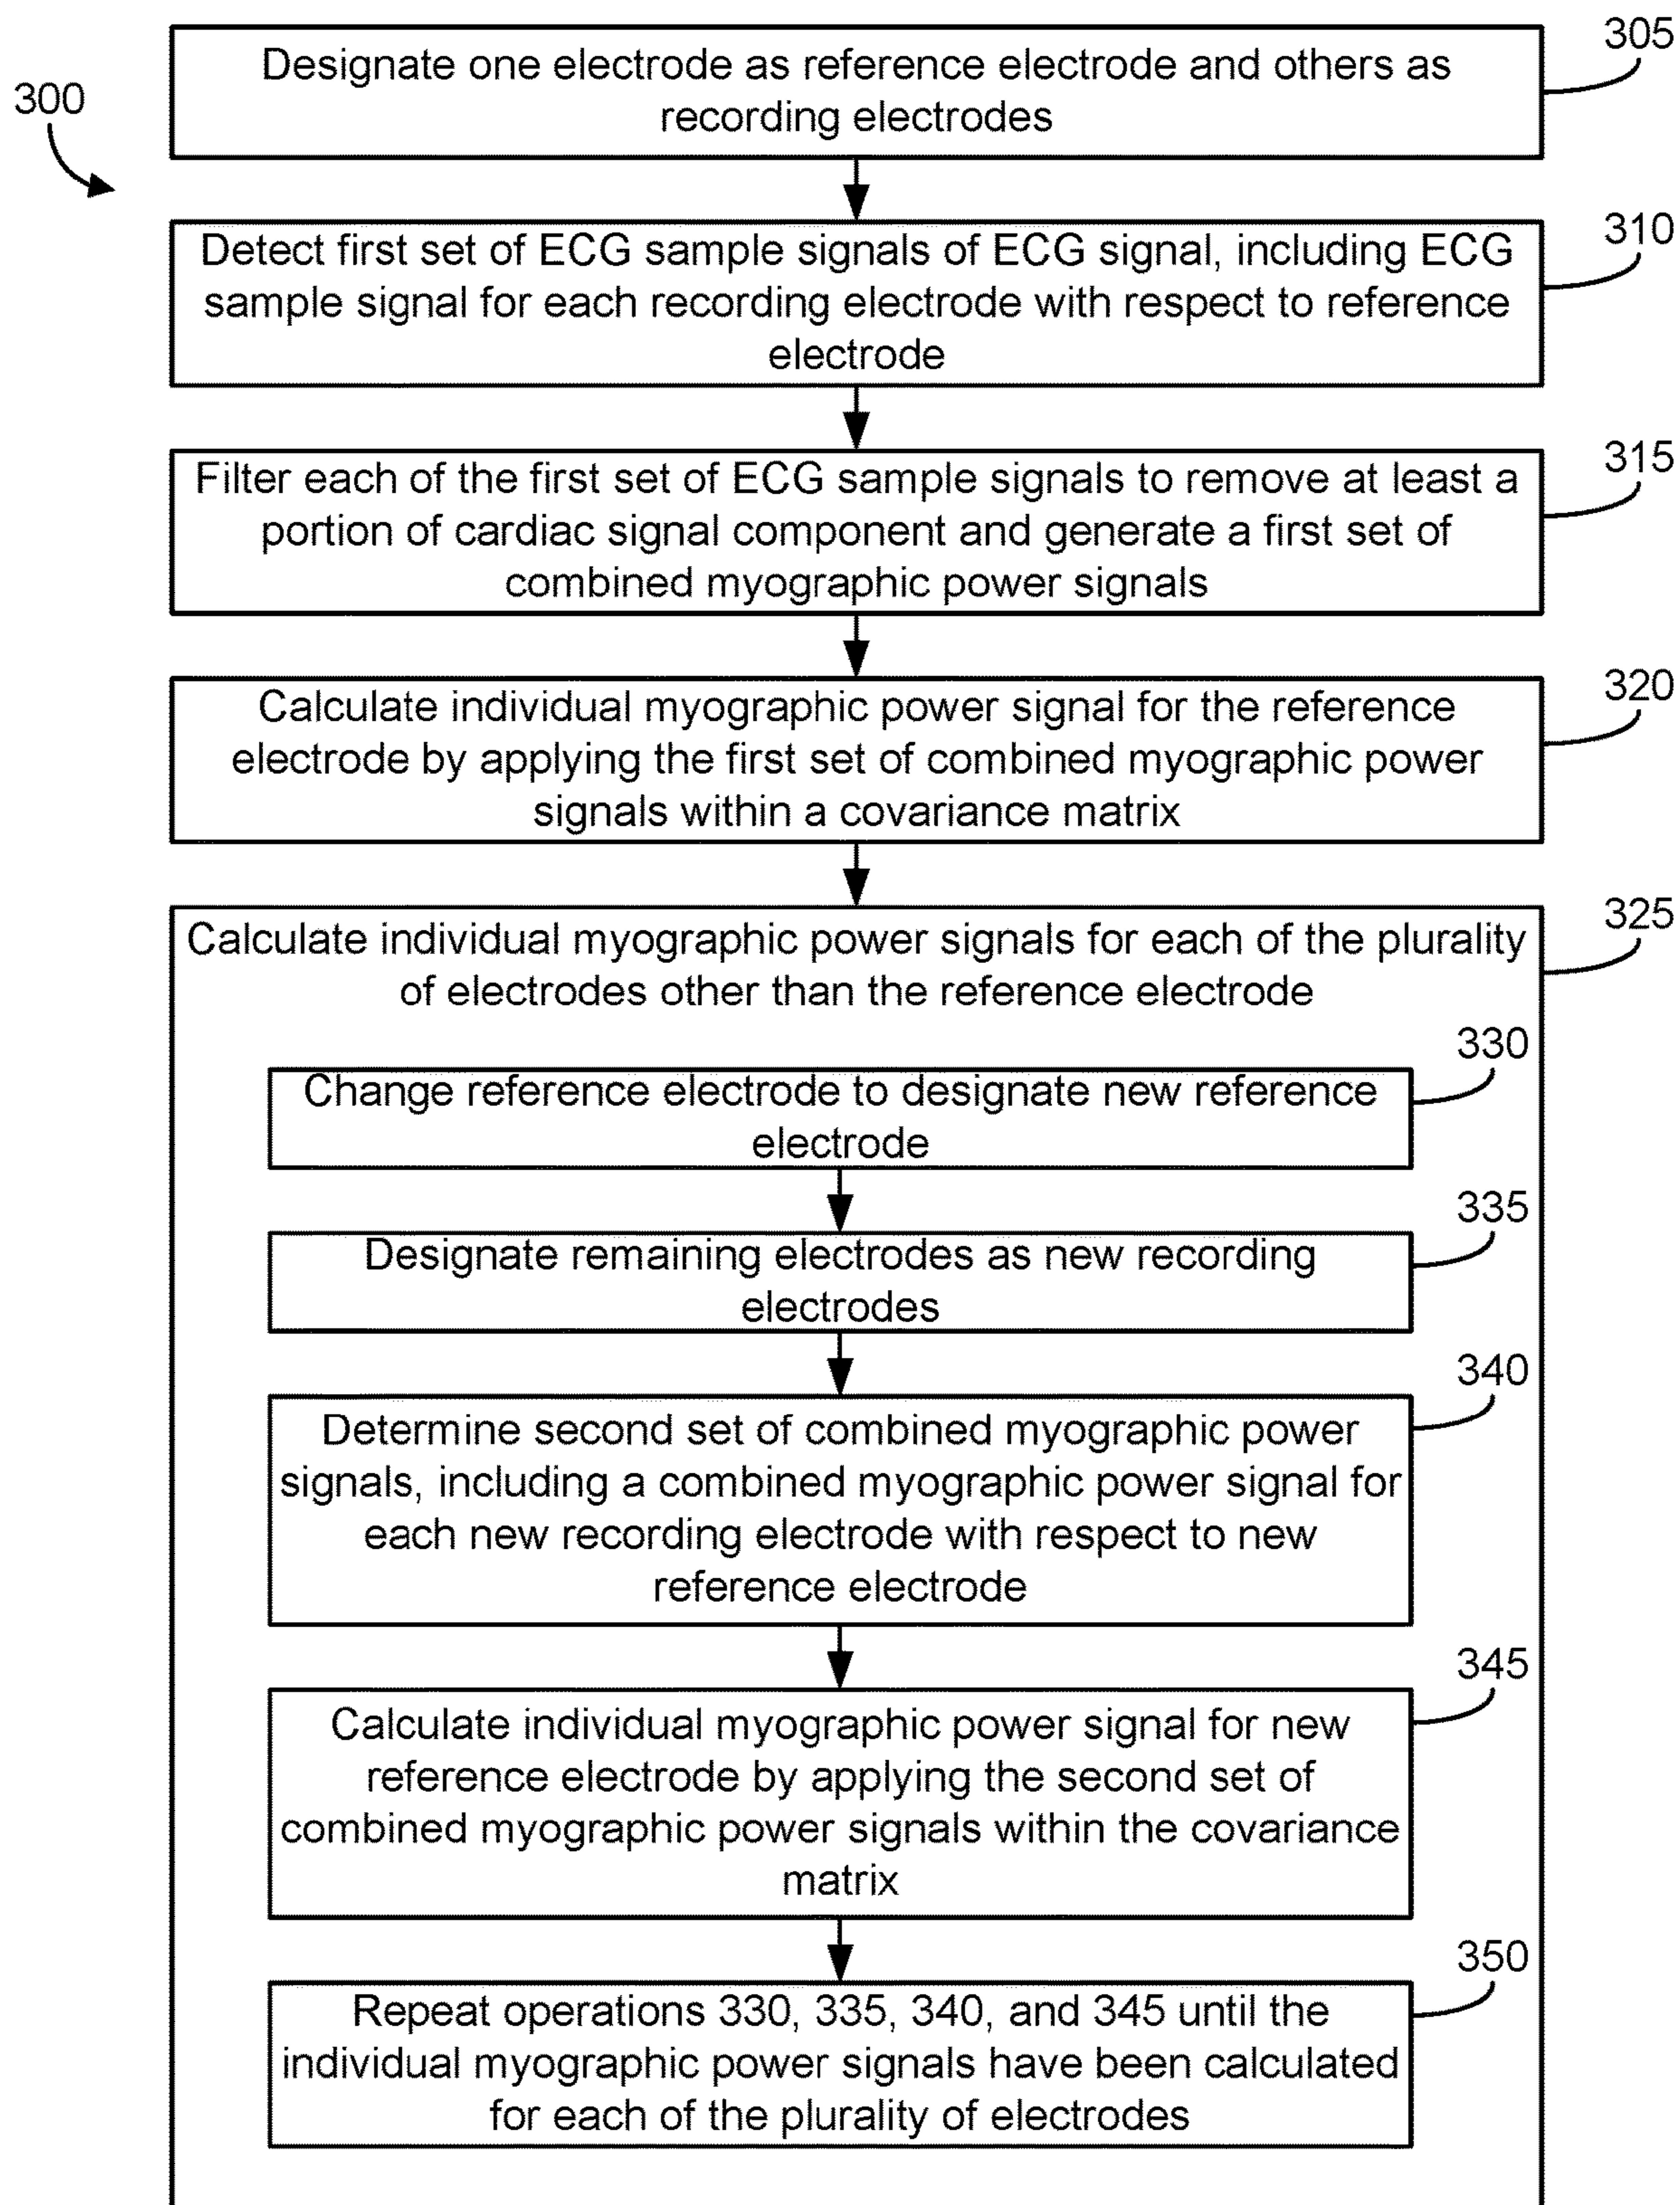 305
Designate one electrode as reference electrode and others as
recording electrodes
300
310
Detect first set of ECG sample signals of ECG signal, including ECG
sample signal for each recording electrode with respect to reference
electrode
315
Filter each of the first set of ECG sample signals to remove at least a
portion of cardiac signal component and generate a first set of
combined myographic power signals
320
Calculate individual myographic power signal for the reference
electrode by applying the first set of combined myographic power
signals within a covariance matrix
325
Calculate individual myographic power signals for each of the plurality
of electrodes other than the reference electrode
330
Change reference electrode to designate new reference
electrode
335
Designate remaining electrodes as new recording
electrodes
340
Determine second set of combined myographic power
signals, including a combined myographic power signal for
each new recording electrode with respect to new
reference electrode
345
Calculate individual myographic power signal for new
reference electrode by applying the second set of
combined myographic power signals within the covariance
matrix
350
Repeat operations 330, 335, 340, and 345 until the
individual myographic power signals have been calculated
for each of the plurality of electrodes